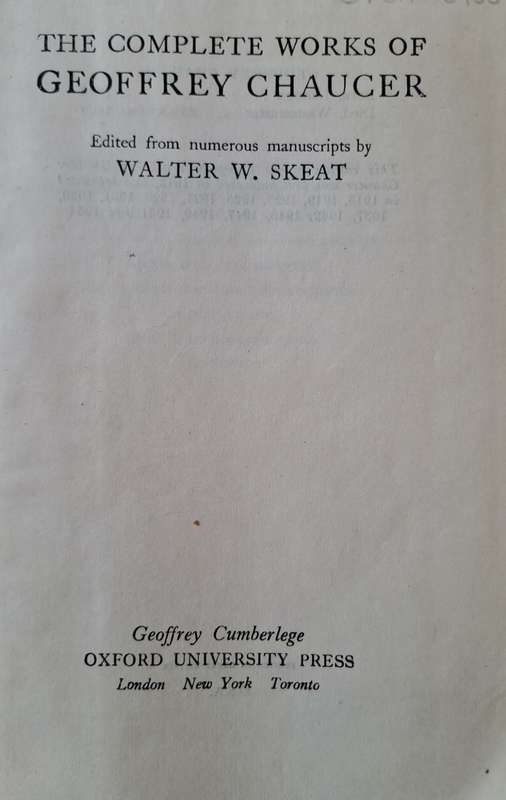 THE COMPLETE WORKS OF
GEOFFREY CHAUCER
Edited from numerous manuscripts by
WALTER W. SKEAT
Geoffrey Cumberlege
OXFORD UNIVERSITY PRESS
London New York Toronto